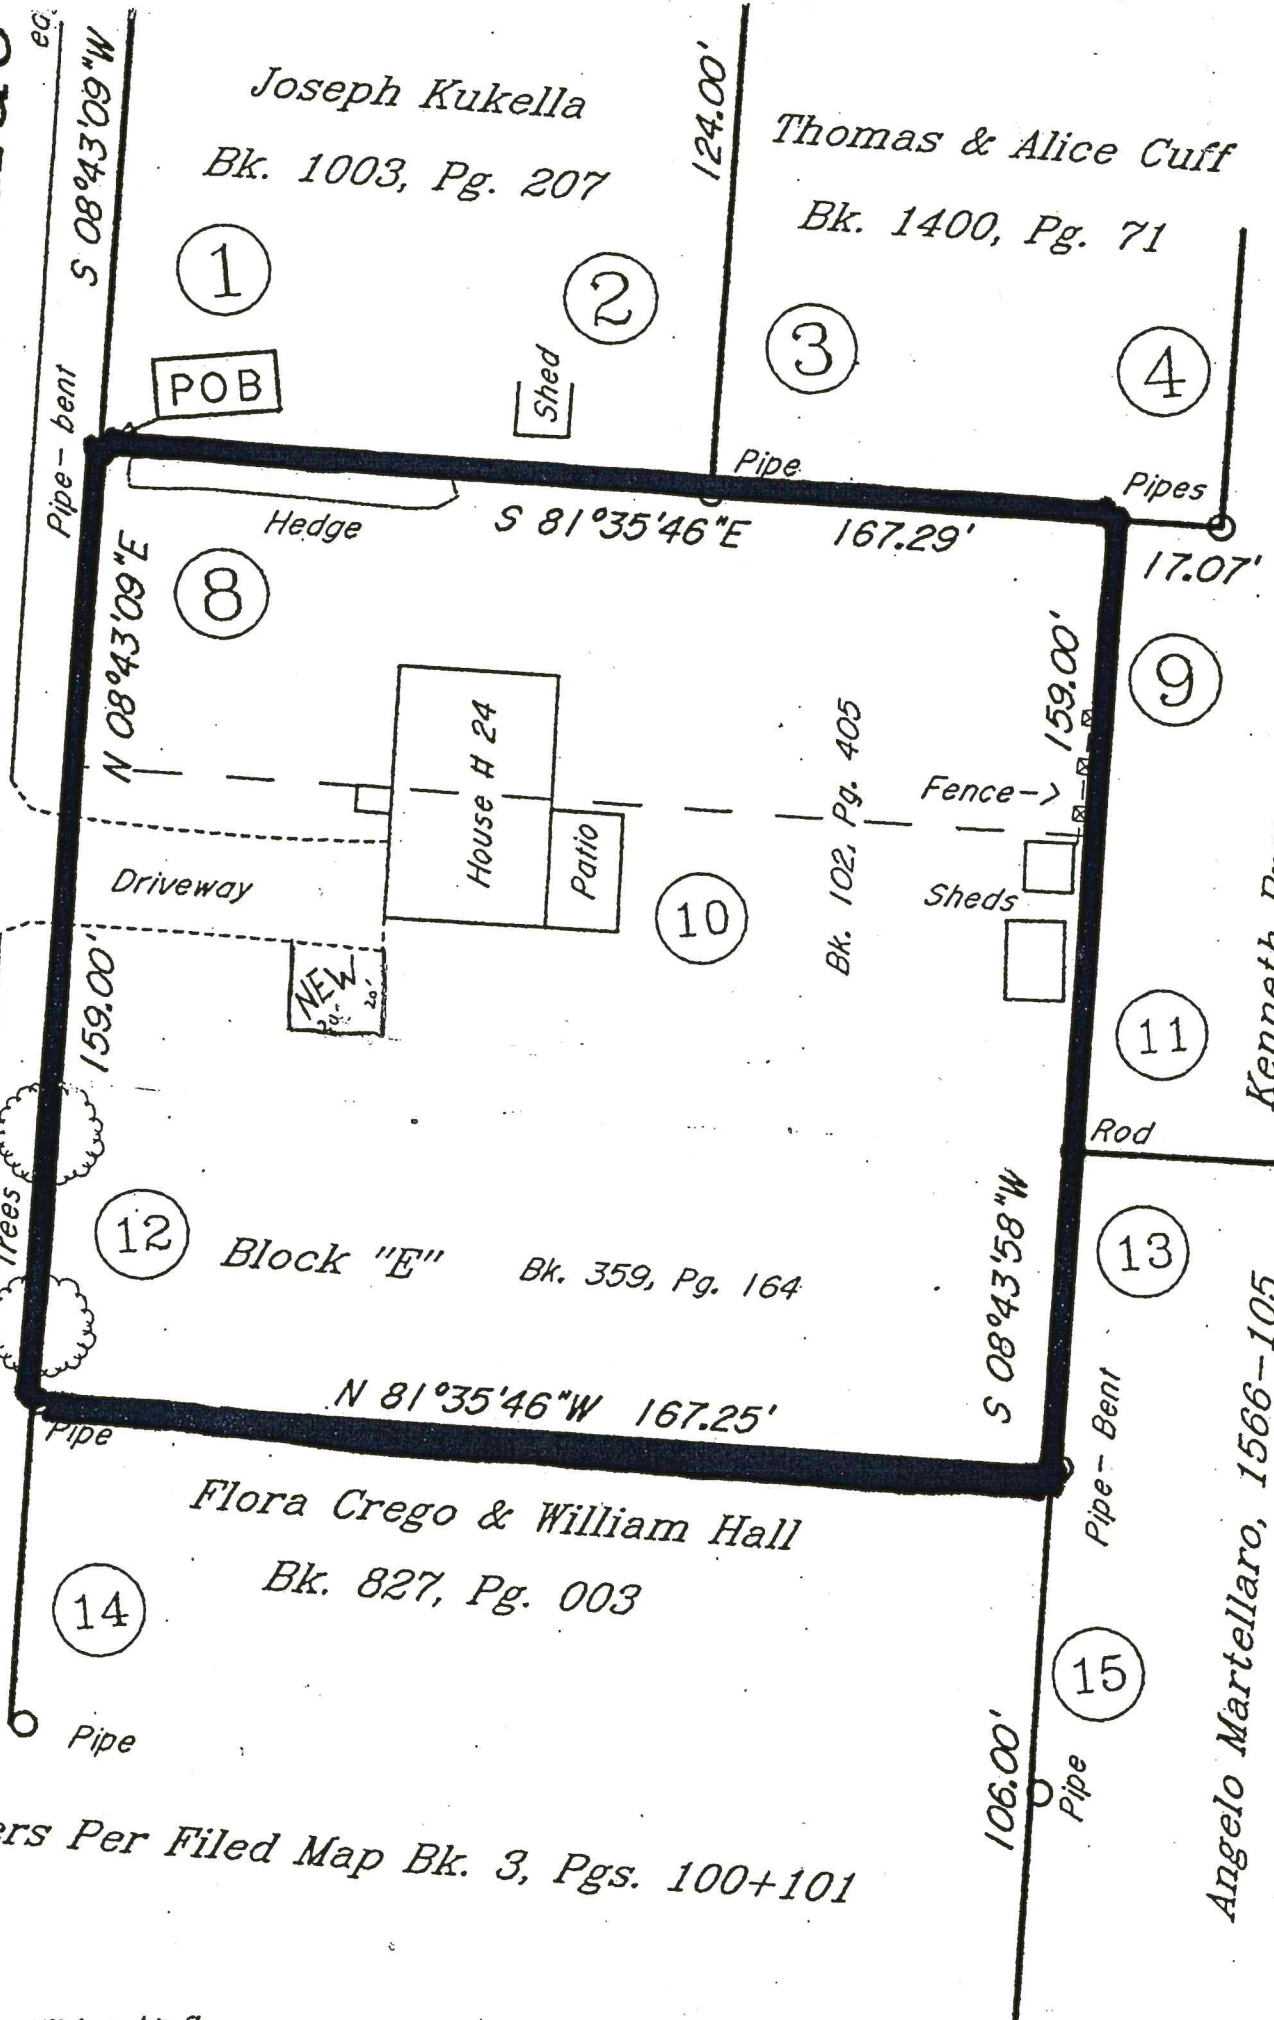 S 08°43'09"W
Joseph Kukella
Bk. 1003, Pg. 207
124.00'
Thomas & Alice Cuff
Bk. 1400, Pg. 71
1
2
3
4
POB
Shed
Pipe- bent
Pipe
Pipes
Hedge
S 81°35'46"E 167.29'
17.07'
N 08°43'09"E
8
159.00'
9
House # 24
Bk. 102, Pg. 405
Fence->
Patio
Driveway
10
Sheds
NEW
20'
159.00'
11
Kenneth
Rod
Trees
12
Block "E"
Bk. 359, Pg. 164
S 08°43'58"W
13
N 81°35'46"W 167.25'
Pipe
Pipe- Bent
Flora Crego & William Hall
Bk. 827, Pg. 003
14
15
Angelo Martellaro, 1566-105
Pipe
106.00'
Pipe
ers Per Filed Map Bk. 3, Pgs. 100+101